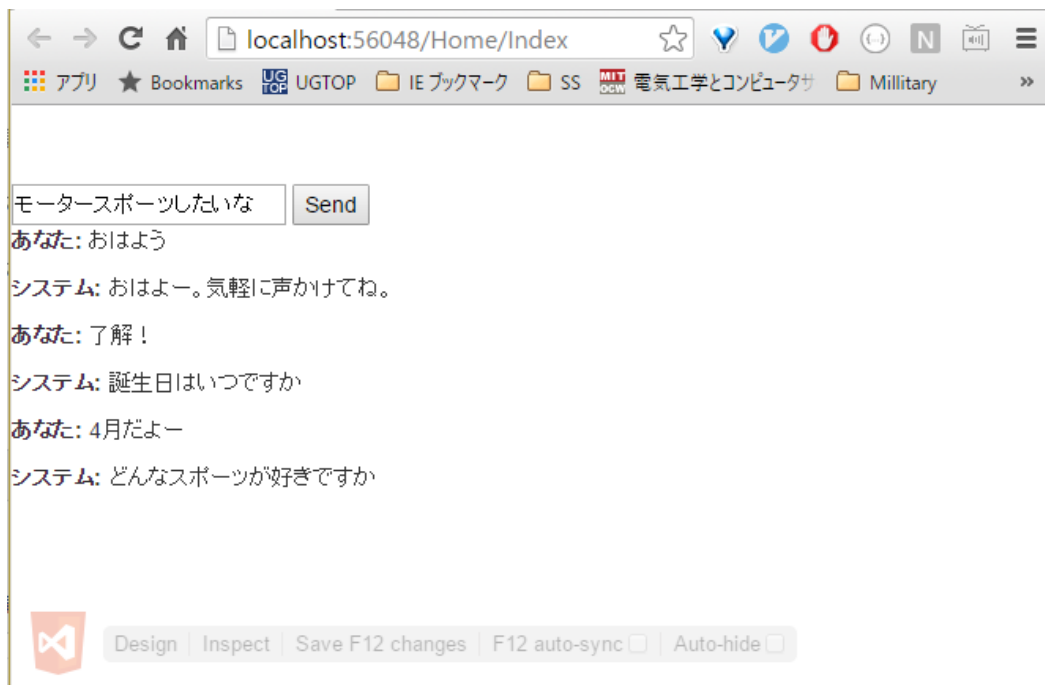 localhost:56048/Home/Index
アプリ Bookmarks UG TOP UGTOP IE ブックマーク SS MIT OCW 電気工学とコンピュータサ Millitary »
モータースポーツしたいな Send
あなた: おはよう
システム: おはよー。気軽に声かけてね。
あなた: 了解！
システム: 誕生日はいつですか
あなた: 4月だよー
システム: どんなスポーツが好きですか
Design Inspect Save F12 changes F12 auto-sync Auto-hide